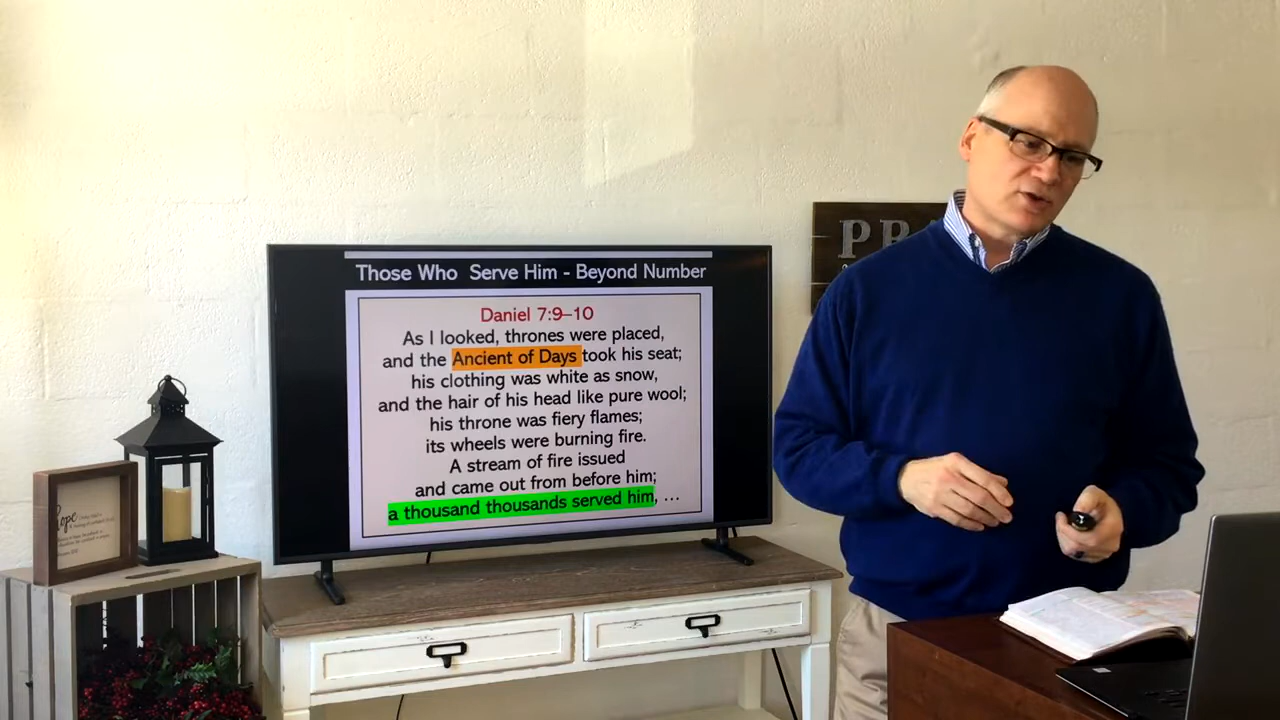 Those Who Serve Him - Beyond Number
Daniel 7:9–10
As I looked, thrones were placed,
and the Ancient of Days took his seat;
his clothing was white as snow,
and the hair of his head like pure wool;
his throne was fiery flames;
its wheels were burning fire.
A stream of fire issued
and came out from before him;
a thousand thousands served him, ...
PRA
hope